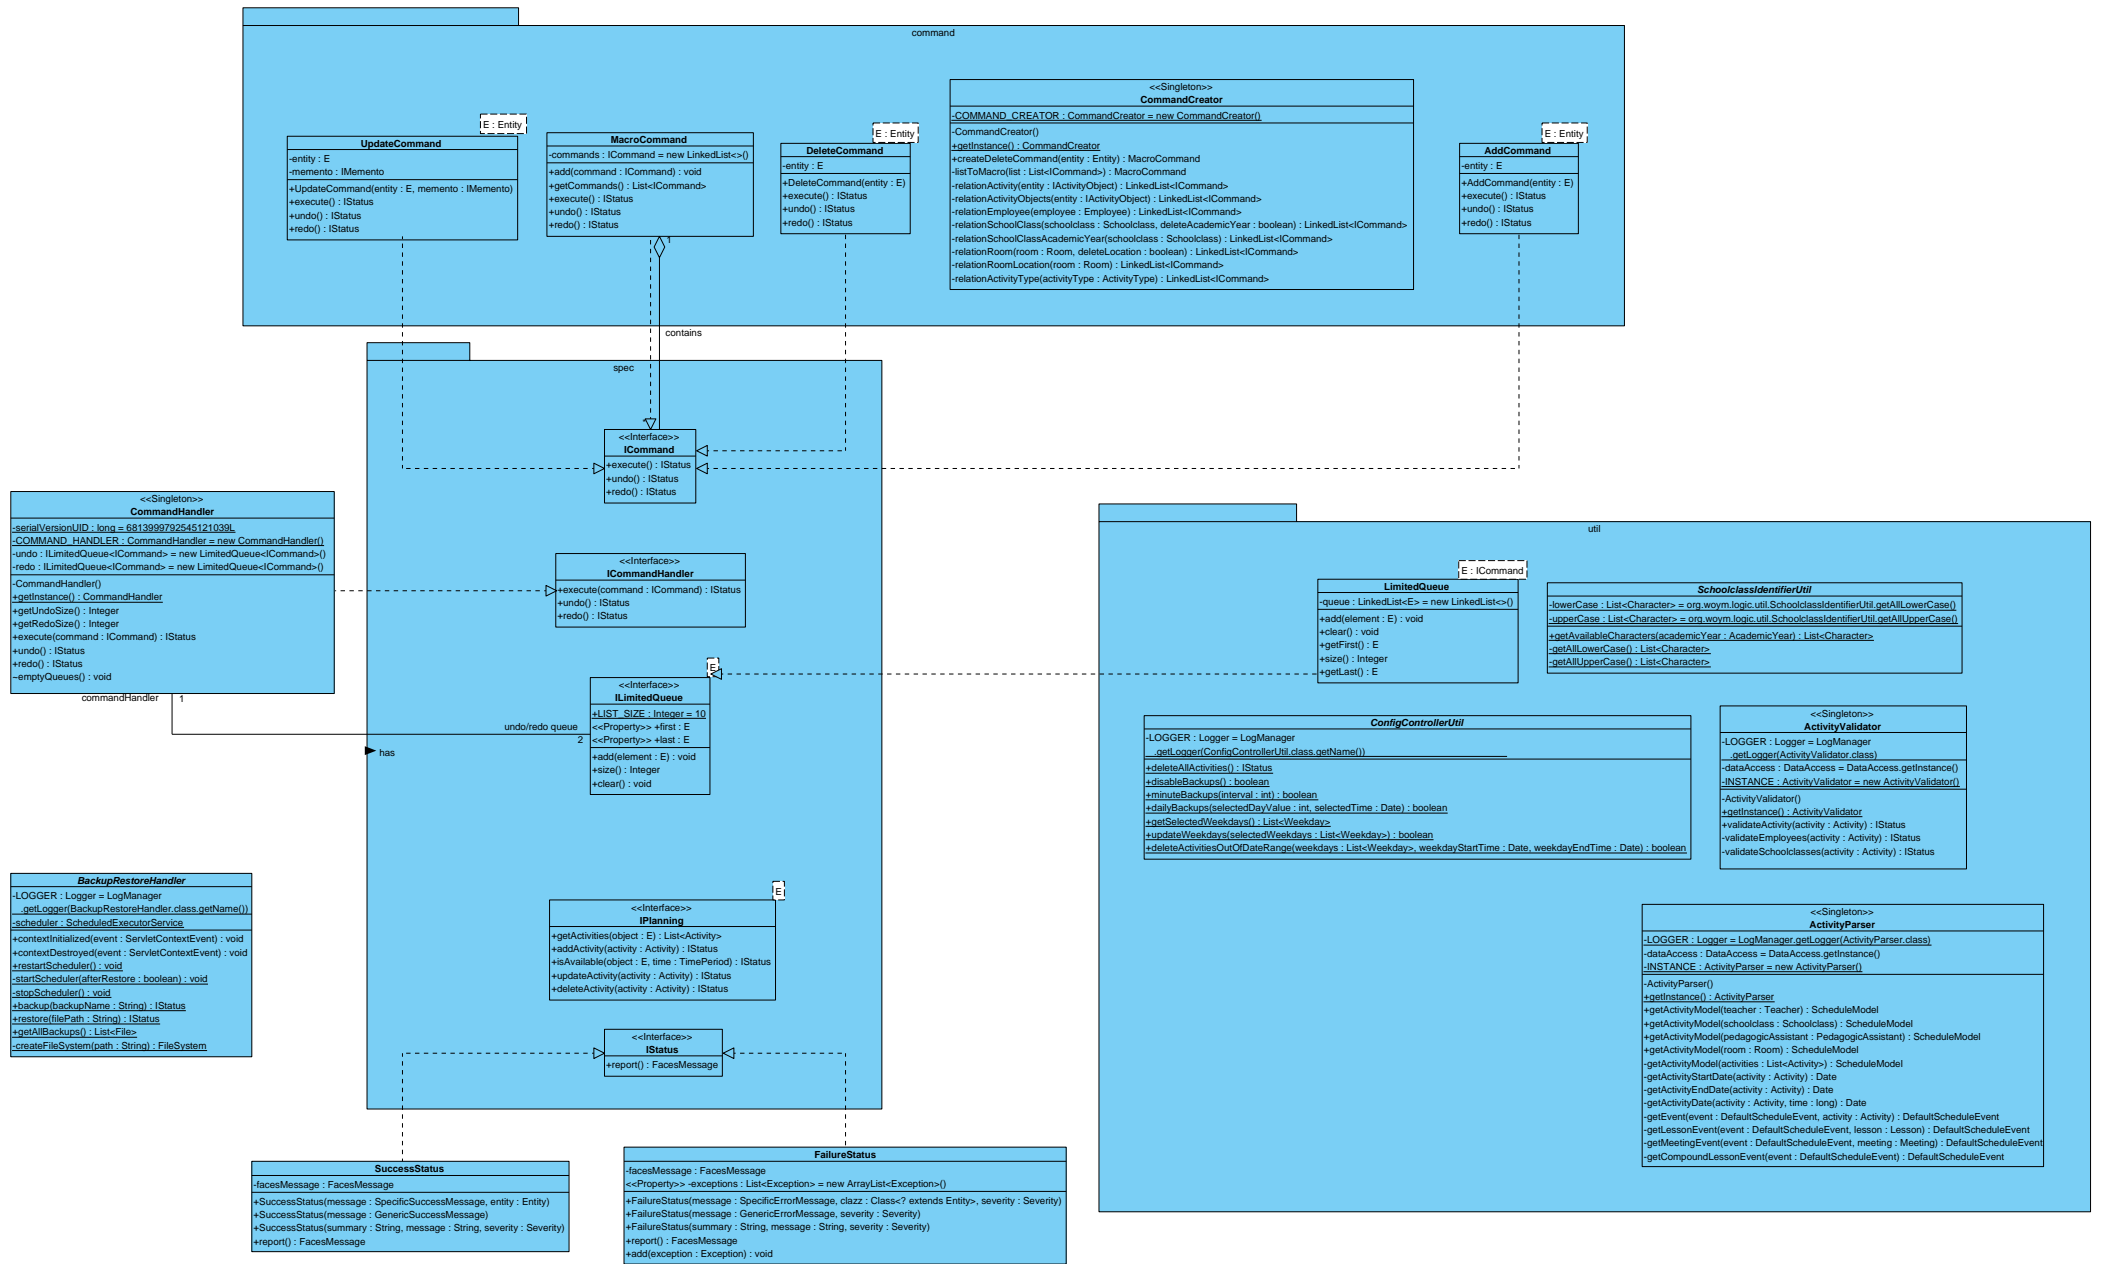 command
E : Entity
UpdateCommand
-entity : E
-memento : IMemento
+UpdateCommand(entity : E, memento : IMemento)
+execute() : IStatus
+undo() : IStatus
+redo() : IStatus
MacroCommand
-commands : ICommand = new LinkedList<>()
+add(command : ICommand) : void
+getCommands() : List<ICommand>
+execute() : IStatus
+undo() : IStatus
+redo() : IStatus
1
E : Entity
DeleteCommand
-entity : E
+DeleteCommand(entity : E)
+execute() : IStatus
+undo() : IStatus
+redo() : IStatus
<<Singleton>>
CommandCreator
-COMMAND_CREATOR : CommandCreator = new CommandCreator()
-CommandCreator()
+getInstance() : CommandCreator
+createDeleteCommand(entity : Entity) : MacroCommand
-listToMacro(list : List<ICommand>) : MacroCommand
-relationActivity(entity : IActivityObject) : LinkedList<ICommand>
-relationActivityObjects(entity : IActivityObject) : LinkedList<ICommand>
-relationEmployee(employee : Employee) : LinkedList<ICommand>
-relationSchoolClass(schoolclass : Schoolclass, deleteAcademicYear : boolean) : LinkedList<ICommand>
-relationSchoolClassAcademicYear(schoolclass : Schoolclass) : LinkedList<ICommand>
-relationRoom(room : Room, deleteLocation : boolean) : LinkedList<ICommand>
-relationRoomLocation(room : Room) : LinkedList<ICommand>
-relationActivityType(activityType : ActivityType) : LinkedList<ICommand>
E : Entity
AddCommand
-entity : E
+AddCommand(entity : E)
+execute() : IStatus
+undo() : IStatus
+redo() : IStatus
contains
spec
<<Interface>>
ICommand
+execute() : IStatus
+undo() : IStatus
+redo() : IStatus
<<Singleton>>
CommandHandler
-serialVersionUID : long = 6813999792545121039L
-COMMAND_HANDLER : CommandHandler = new CommandHandler()
-undo : ILimitedQueue<ICommand> = new LimitedQueue<ICommand>()
-redo : ILimitedQueue<ICommand> = new LimitedQueue<ICommand>()
-CommandHandler()
+getInstance() : CommandHandler
+getUndoSize() : Integer
+getRedoSize() : Integer
+execute(command : ICommand) : IStatus
+undo() : IStatus
+redo() : IStatus
~emptyQueues() : void
commandHandler
1
<<Interface>>
ICommandHandler
+execute(command : ICommand) : IStatus
+undo() : IStatus
+redo() : IStatus
E
<<Interface>>
ILimitedQueue
+LIST_SIZE : Integer = 10
<<Property>> +first : E
<<Property>> +last : E
+add(element : E) : void
+size() : Integer
+clear() : void
undo/redo queue
2
has
util
E : ICommand
LimitedQueue
-queue : LinkedList<E> = new LinkedList<>()
+add(element : E) : void
+clear() : void
+getFirst() : E
+size() : Integer
+getLast() : E
SchoolclassIdentifierUtil
-lowerCase : List<Character> = org.woym.logic.util.SchoolclassIdentifierUtil.getAllLowerCase()
-upperCase : List<Character> = org.woym.logic.util.SchoolclassIdentifierUtil.getAllUpperCase()
+getAvailableCharacters(academicYear : AcademicYear) : List<Character>
-getAllLowerCase() : List<Character>
-getAllUpperCase() : List<Character>
ConfigControllerUtil
-LOGGER : Logger = LogManager
.getLogger(ConfigControllerUtil.class.getName())
+deleteAllActivities() : IStatus
+disableBackups() : boolean
+minuteBackups(interval : int) : boolean
+dailyBackups(selectedDayValue : int, selectedTime : Date) : boolean
+getSelectedWeekdays() : List<Weekday>
+updateWeekdays(selectedWeekdays : List<Weekday>) : boolean
+deleteActivitiesOutOfDateRange(weekdays : List<Weekday>, weekdayStartTime : Date, weekdayEndTime : Date) : boolean
<<Singleton>>
ActivityValidator
-LOGGER : Logger = LogManager
.getLogger(ActivityValidator.class)
-dataAccess : DataAccess = DataAccess.getInstance()
-INSTANCE : ActivityValidator = new ActivityValidator()
-ActivityValidator()
+getInstance() : ActivityValidator
+validateActivity(activity : Activity) : IStatus
-validateEmployees(activity : Activity) : IStatus
-validateSchoolclasses(activity : Activity) : IStatus
BackupRestoreHandler
-LOGGER : Logger = LogManager
.getLogger(BackupRestoreHandler.class.getName())
-scheduler : ScheduledExecutorService
+contextInitialized(event : ServletContextEvent) : void
+contextDestroyed(event : ServletContextEvent) : void
+restartScheduler() : void
-startScheduler(afterRestore : boolean) : void
-stopScheduler() : void
+backup(backupName : String) : IStatus
+restore(filePath : String) : IStatus
+getAllBackups() : List<File>
-createFileSystem(path : String) : FileSystem
E
<<Interface>>
IPlanning
+getActivities(object : E) : List<Activity>
+addActivity(activity : Activity) : IStatus
+isAvailable(object : E, time : TimePeriod) : IStatus
+updateActivity(activity : Activity) : IStatus
+deleteActivity(activity : Activity) : IStatus
<<Interface>>
IStatus
+report() : FacesMessage
<<Singleton>>
ActivityParser
-LOGGER : Logger = LogManager.getLogger(ActivityParser.class)
-dataAccess : DataAccess = DataAccess.getInstance()
-INSTANCE : ActivityParser = new ActivityParser()
-ActivityParser()
+getInstance() : ActivityParser
+getActivityModel(teacher : Teacher) : ScheduleModel
+getActivityModel(schoolclass : Schoolclass) : ScheduleModel
+getActivityModel(pedagogicAssistant : PedagogicAssistant) : ScheduleModel
+getActivityModel(room : Room) : ScheduleModel
-getActivityModel(activities : List<Activity>) : ScheduleModel
-getActivityStartDate(activity : Activity) : Date
-getActivityEndDate(activity : Activity) : Date
-getActivityDate(activity : Activity, time : long) : Date
-getEvent(event : DefaultScheduleEvent, activity : Activity) : DefaultScheduleEvent
-getLessonEvent(event : DefaultScheduleEvent, lesson : Lesson) : DefaultScheduleEvent
-getMeetingEvent(event : DefaultScheduleEvent, meeting : Meeting) : DefaultScheduleEvent
-getCompoundLessonEvent(event : DefaultScheduleEvent) : DefaultScheduleEvent
SuccessStatus
-facesMessage : FacesMessage
+SuccessStatus(message : SpecificSuccessMessage, entity : Entity)
+SuccessStatus(message : GenericSuccessMessage)
+SuccessStatus(summary : String, message : String, severity : Severity)
+report() : FacesMessage
FailureStatus
-facesMessage : FacesMessage
<<Property>> -exceptions : List<Exception> = new ArrayList<Exception>()
+FailureStatus(message : SpecificErrorMessage, clazz : Class<? extends Entity>, severity : Severity)
+FailureStatus(message : GenericErrorMessage, severity : Severity)
+FailureStatus(summary : String, message : String, severity : Severity)
+report() : FacesMessage
+add(exception : Exception) : void